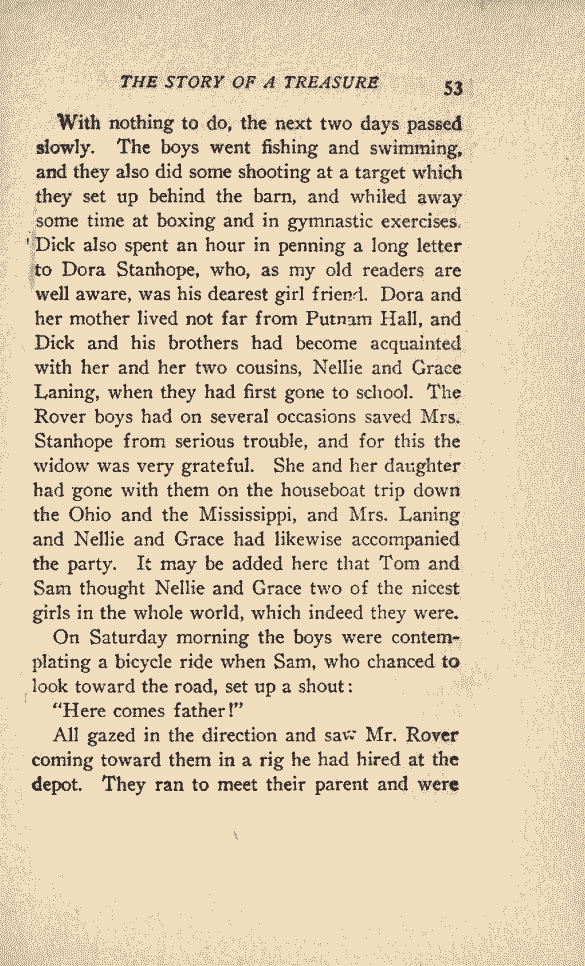 THE STORY OF A TREASURE 53
With nothing to do, the next two days passed
slowly. The boys went fishing and swimming,
and they also did some shooting at a target which
they set up behind the barn, and whiled away
some time at boxing and in gymnastic exercises.
Dick also spent an hour in penning a long letter
to Dora Stanhope, who, as my old readers are
well aware, was his dearest girl friend. Dora and
her mother lived not far from Putnam Hall, and
Dick and his brothers had become acquainted
with her and her two cousins, Nellie and Grace
Laning, when they had first gone to school. The
Rover boys had on several occasions saved Mrs.
Stanhope from serious trouble, and for this the
widow was very grateful. She and her daughter
had gone with them on the houseboat trip down
the Ohio and the Mississippi, and Mrs. Laning
and Nellie and Grace had likewise accompanied
the party. It may be added here that Tom and
Sam thought Nellie and Grace two of the nicest
girls in the whole world, which indeed they were.
On Saturday morning the boys were contem-
plating a bicycle ride when Sam, who chanced to
look toward the road, set up a shout:
"Here comes father!"
All gazed in the direction and saw Mr. Rover
coming toward them in a rig he had hired at the
depot. They ran to meet their parent and were